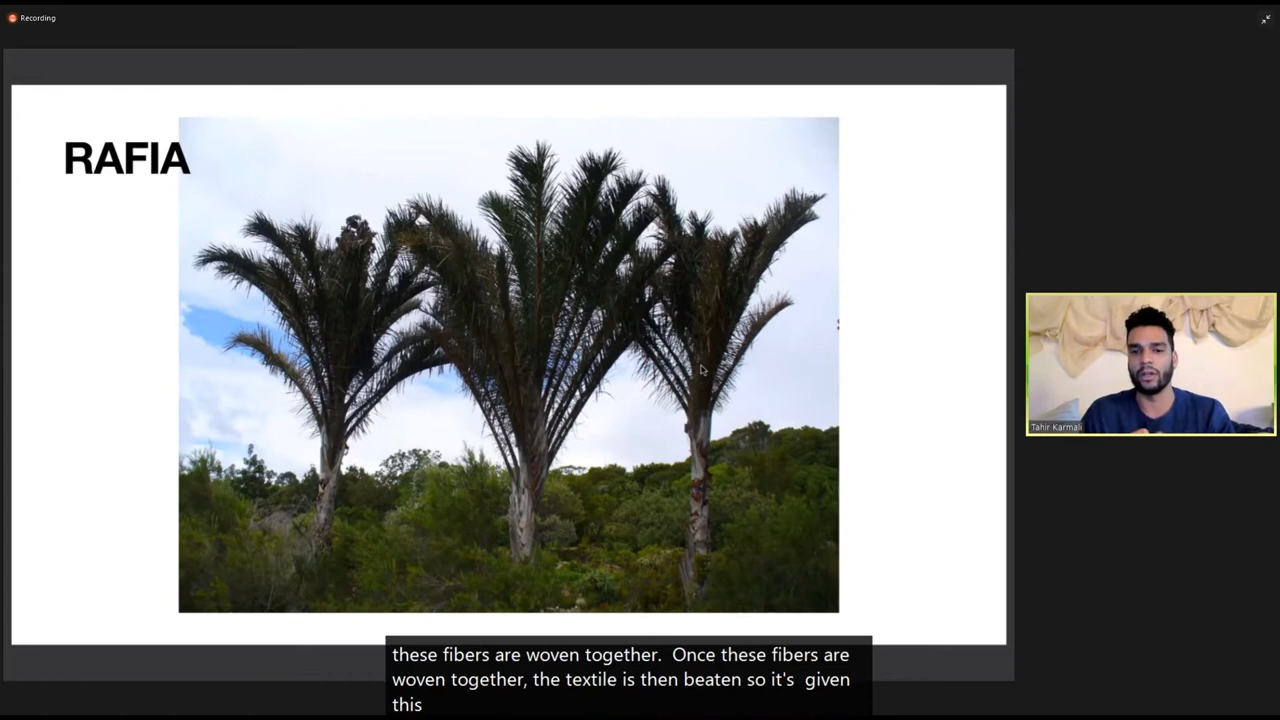 Recording
RAFIA
Tahir Karmali
these fibers are woven together.  Once these fibers are
woven together, the textile is then beaten so it's  given
this